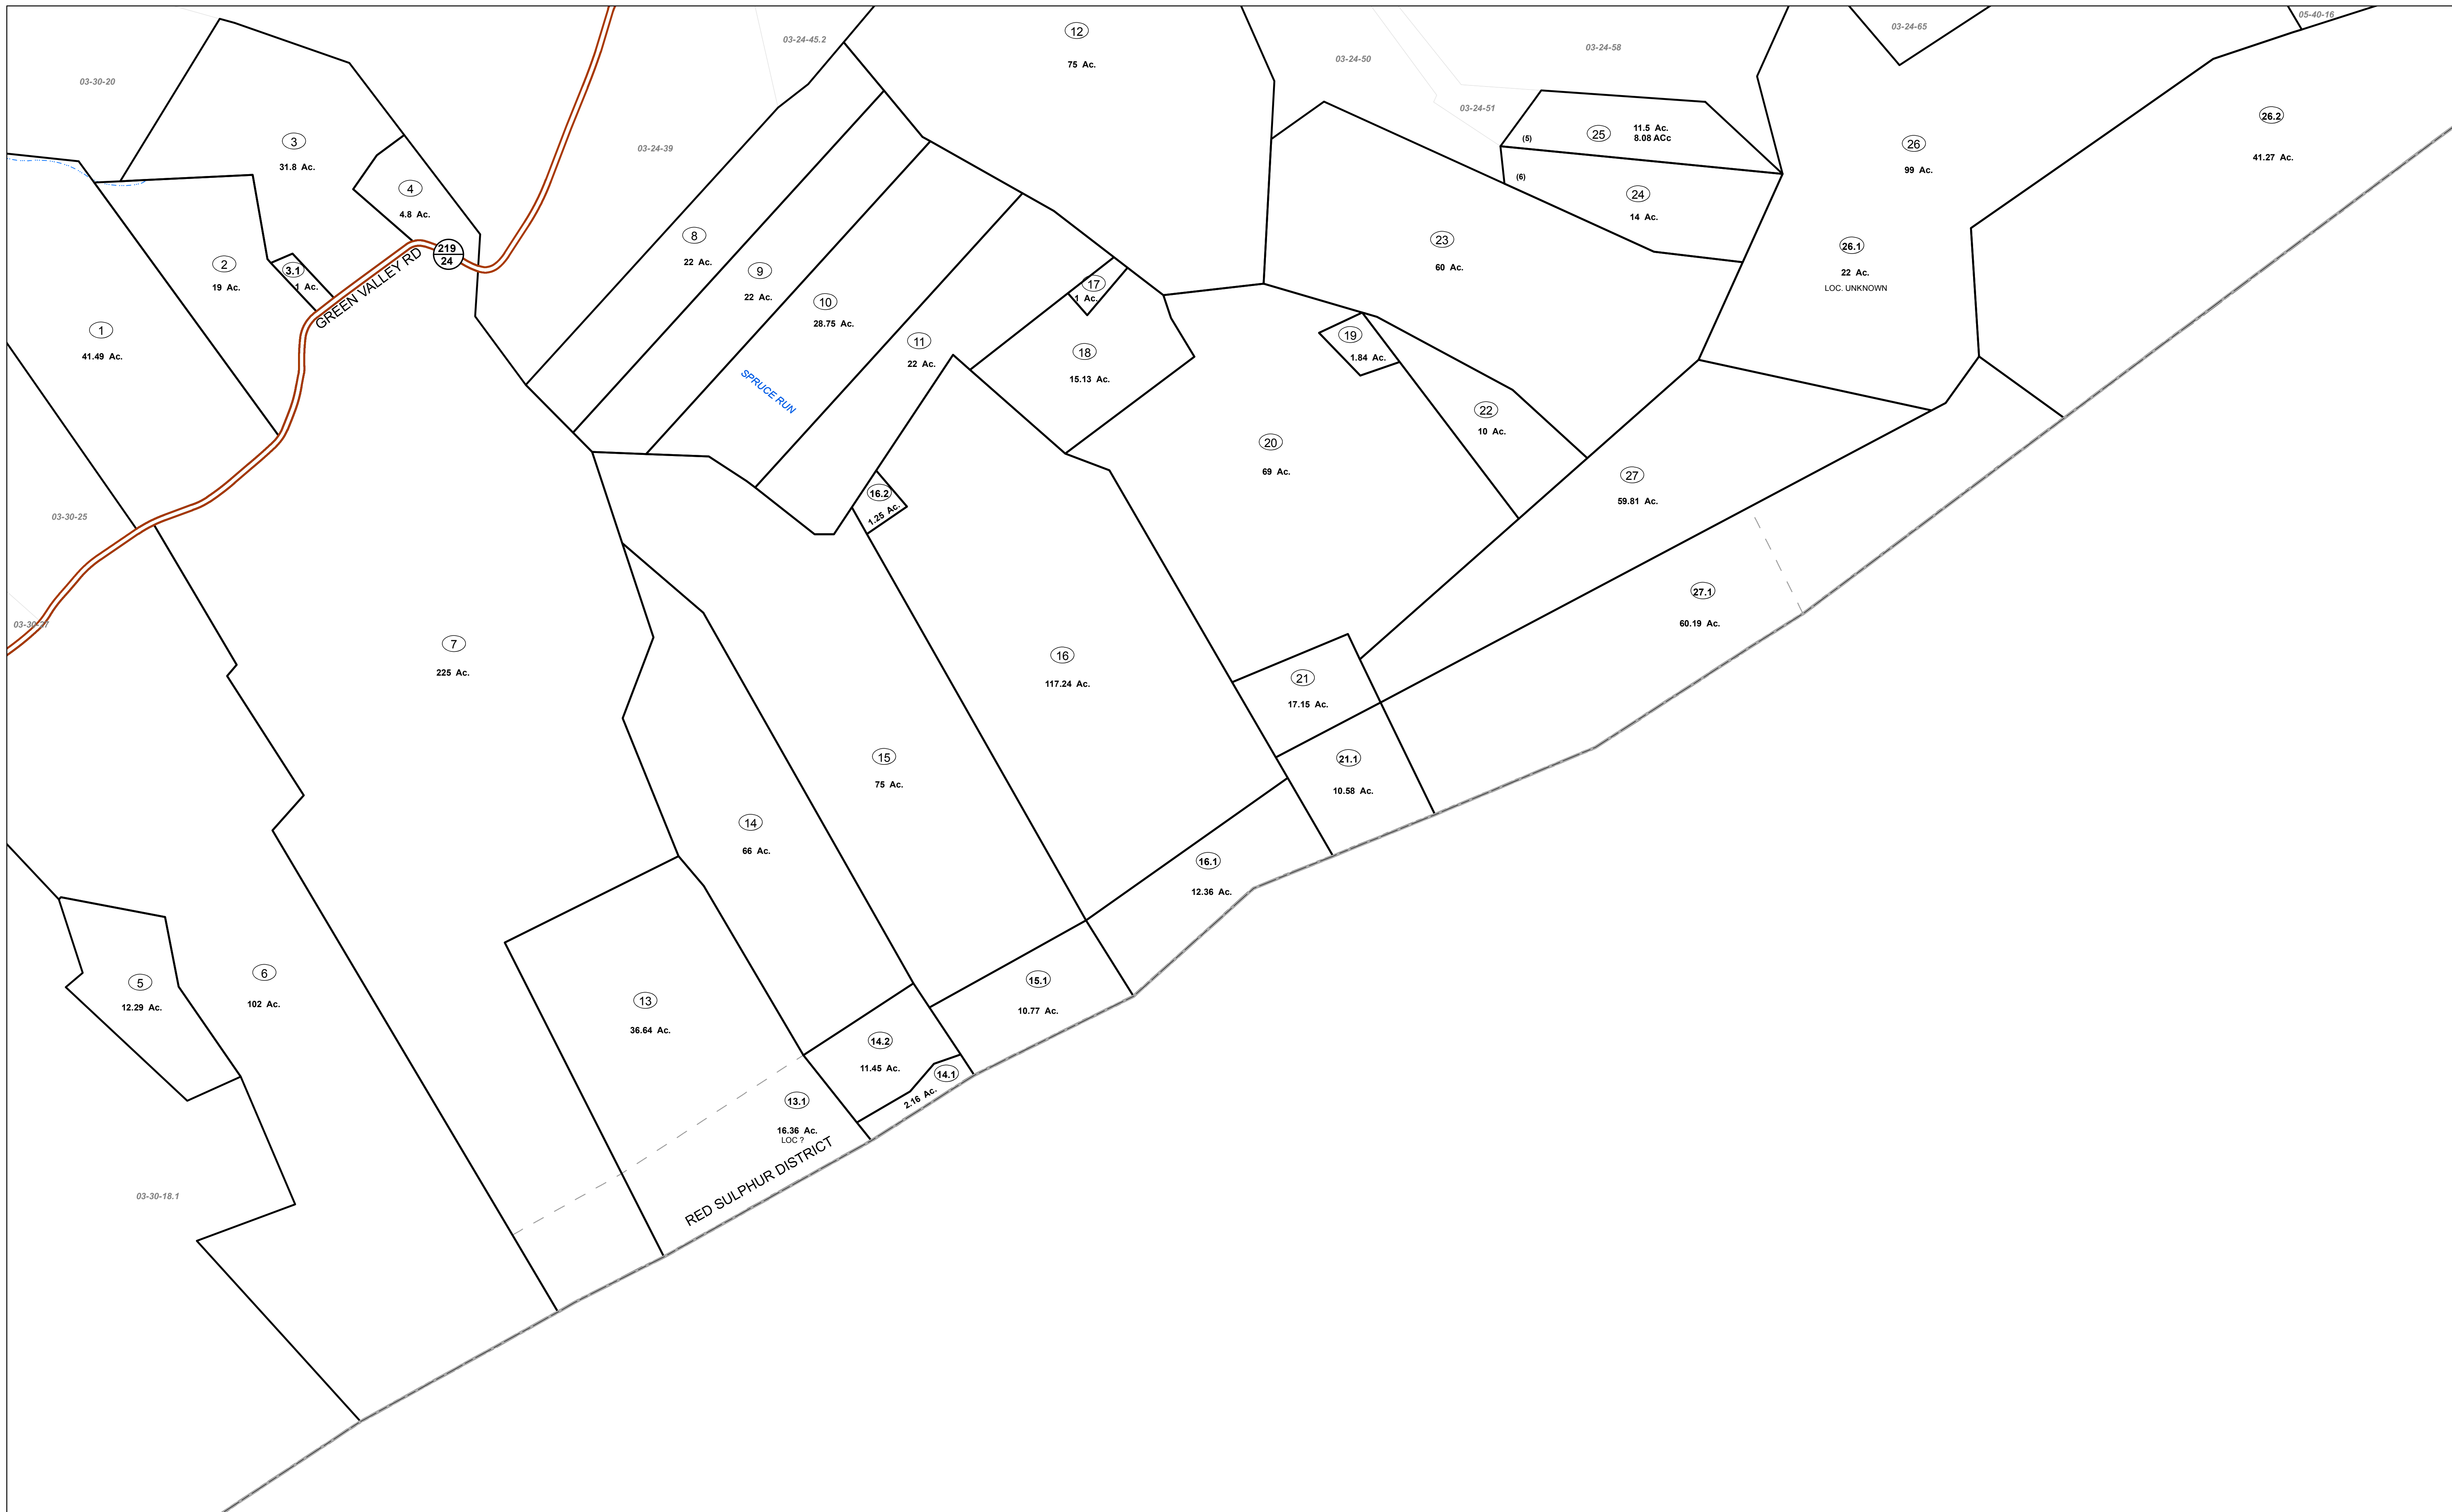 05-40-16
03-24-65
12
75 Ac.
03-24-45.2
03-24-58
03-24-50
03-30-20
03-24-51
26.2
41.27 Ac.
3
31.8 Ac.
03-24-39
(5)
25
11.5 Ac.
8.08 ACc
26
99 Ac.
4
4.8 Ac.
(6)
24
14 Ac.
8
22 Ac.
23
60 Ac.
26.1
22 Ac.
LOC. UNKNOWN
219
24
GREEN VALLEY RD
2
19 Ac.
3.1
1 Ac.
9
22 Ac.
10
28.75 Ac.
17
1 Ac.
1
41.49 Ac.
11
22 Ac.
18
15.13 Ac.
19
1.84 Ac.
SPRUCE RUN
22
10 Ac.
20
69 Ac.
27
59.81 Ac.
16.2
1.25 Ac.
03-30-25
27.1
60.19 Ac.
03-30-27
7
225 Ac.
16
117.24 Ac.
21
17.15 Ac.
15
75 Ac.
21.1
10.58 Ac.
14
66 Ac.
16.1
12.36 Ac.
5
12.29 Ac.
6
102 Ac.
13
36.64 Ac.
15.1
10.77 Ac.
14.2
11.45 Ac.
14.1
2.16 Ac.
13.1
16.36 Ac.
LOC ?
RED SULPHUR DISTRICT
03-30-18.1